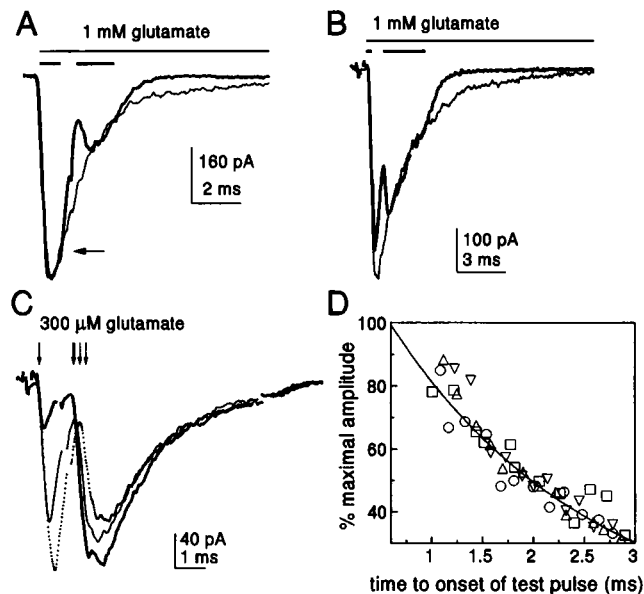 A
1 mM glutamate
160 pA
2 ms
B
1 mM glutamate
100 pA
3 ms
C
300 μM glutamate
40 pA
1 ms
D
% maximal amplitude
100
80
60
40
1
1.5
2
2.5
3
time to onset of test pulse (ms)